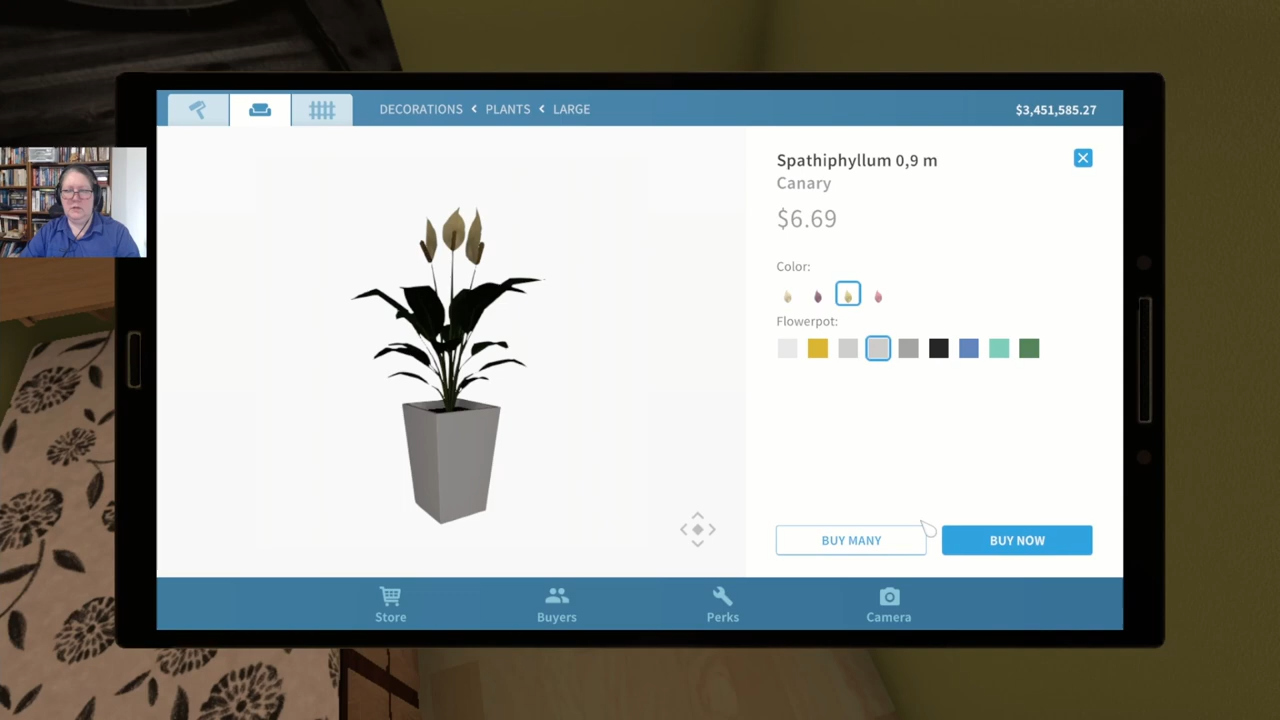 DECORATIONS < PLANTS < LARGE
$3,451,585.27
Spathiphyllum 0,9 m
Canary
$6.69
Color:
Flowerpot:
BUY MANY
BUY NOW
Store
Buyers
Perks
Camera